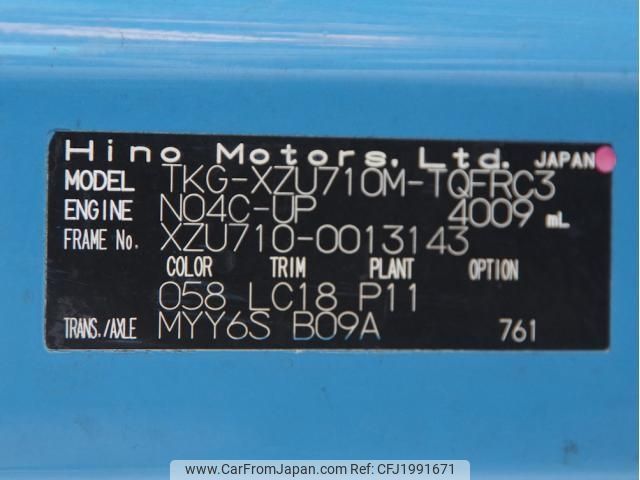 Hino Motors, Ltd. JAPAN
MODEL TKG-XZU710M-TQFRC3
ENGINE N04C-UP 4009 mL
FRAME No. XZU710-0013143
COLOR TRIM PLANT OPTION
058 LC18 P11
TRANS./AXLE MYY6S B09A 761
www.CarFromJapan.com Ref Code: CFJ1991671